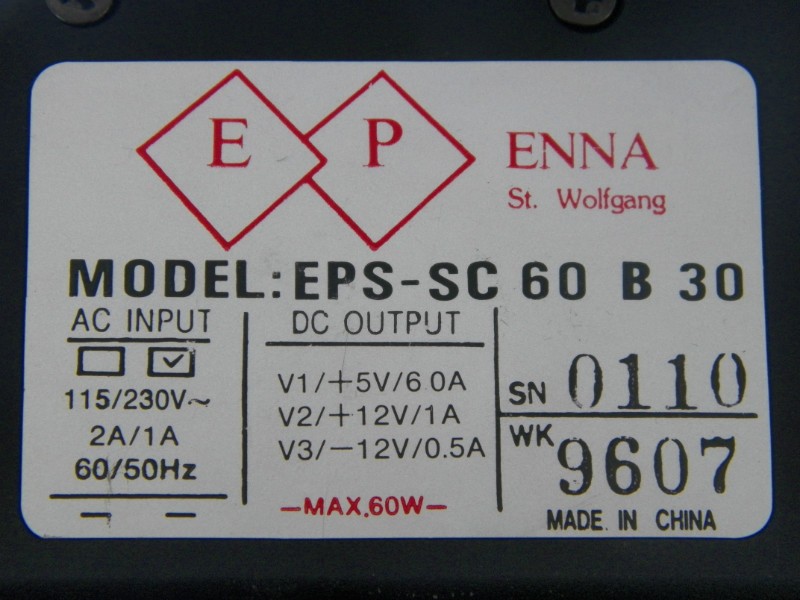 E P
ENNA
St. Wolfgang
MODEL:EPS-SC 60 B 30
AC INPUT
115/230V~
2A/1A
60/50Hz
DC OUTPUT
V1/+5V/6.0A
V2/+12V/1A
V3/-12V/0.5A
-MAX.60W-
SN 0110
WK 9607
MADE IN CHINA